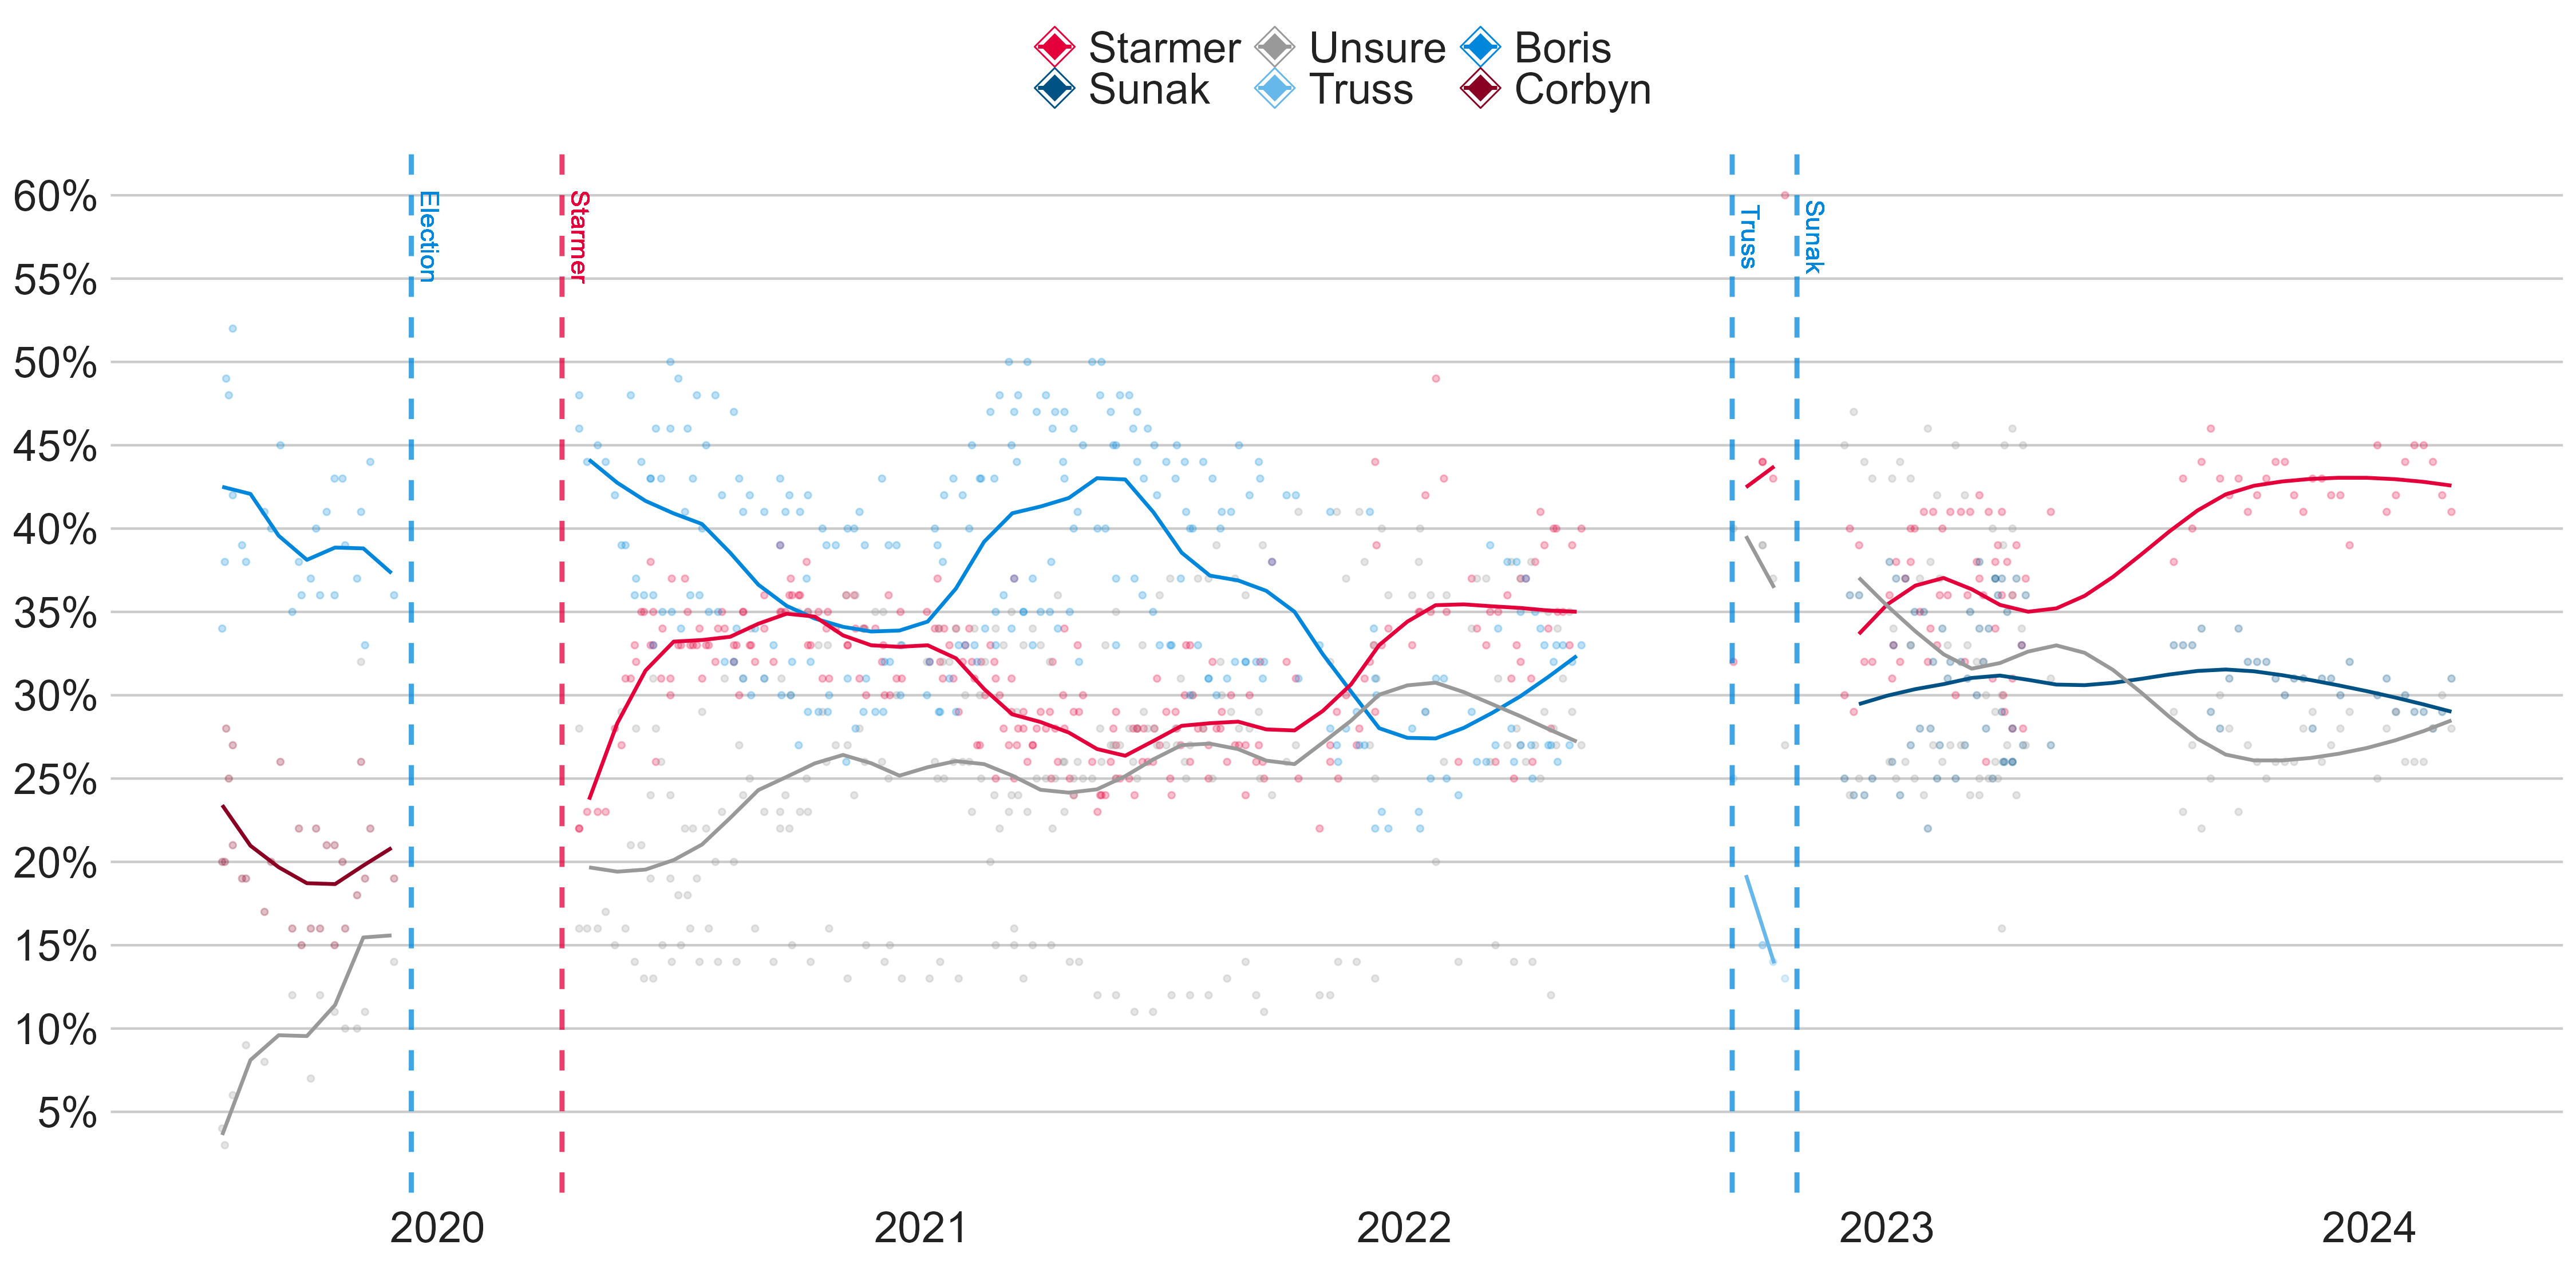 Starmer Unsure Boris
Sunak Truss Corbyn
60%
55%
50%
45%
40%
35%
30%
25%
20%
15%
10%
5%
Election
Starmer
Truss
Sunak
2020 2021 2022 2023 2024